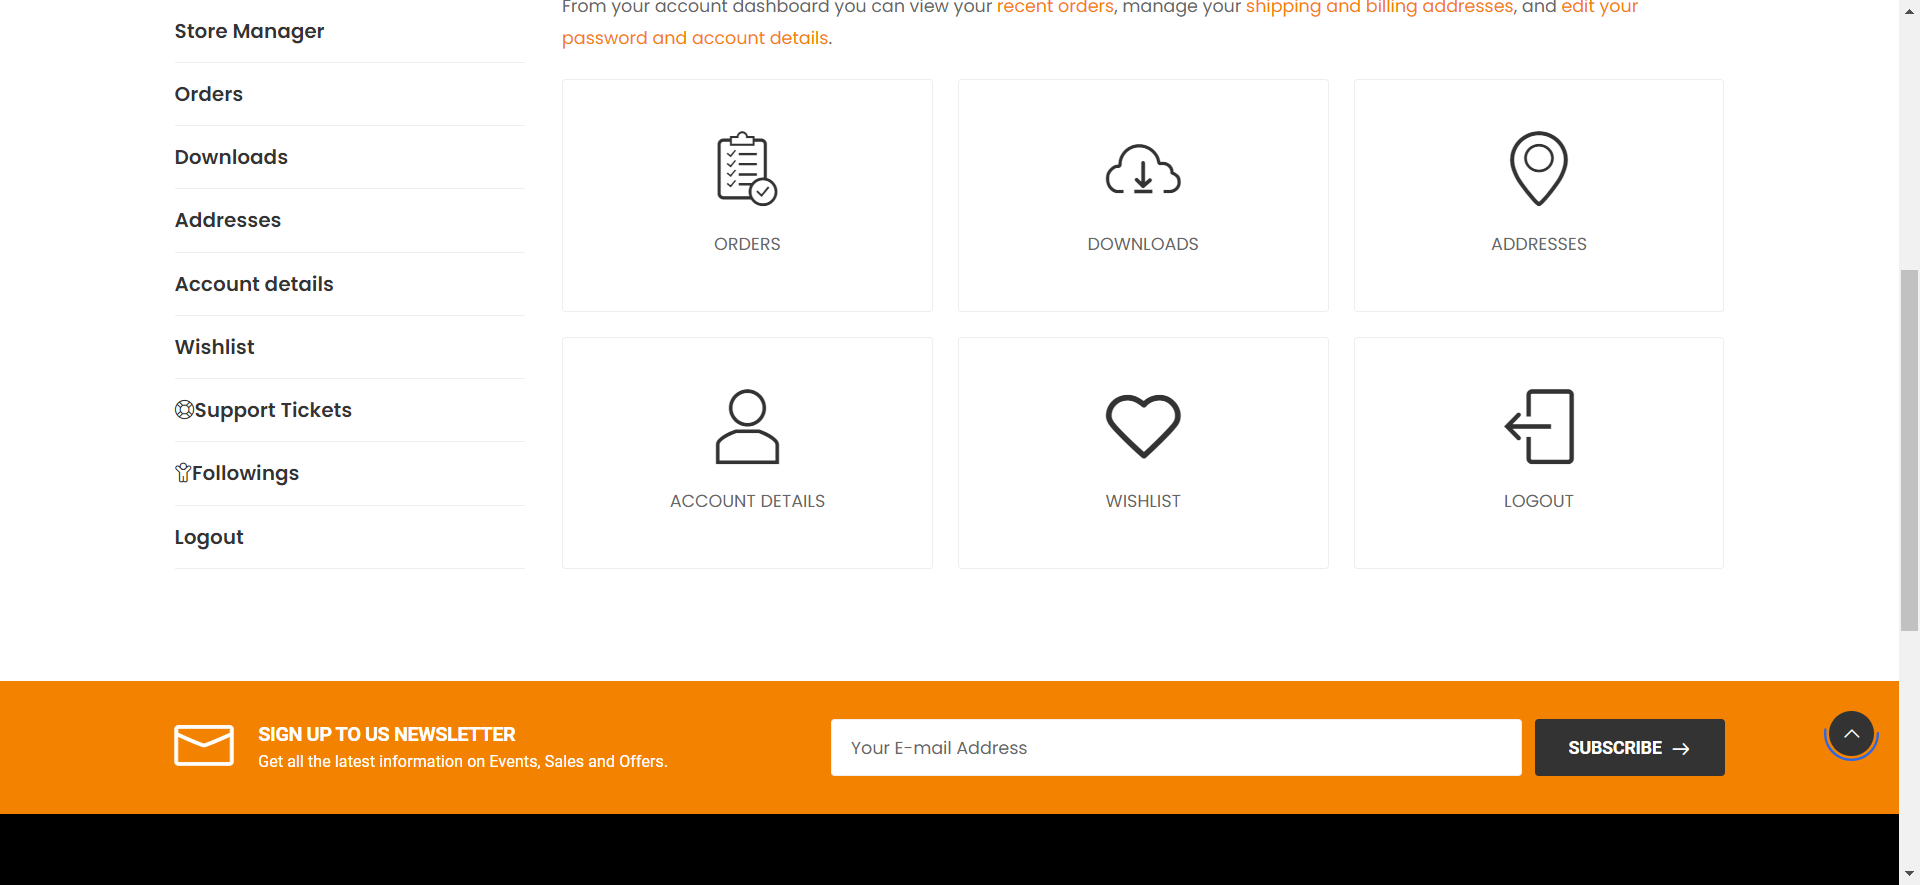 Store Manager
Orders
Downloads
Addresses
Account details
Wishlist
Support Tickets
Followings
Logout
From your account dashboard you can view your recent orders, manage your shipping and billing addresses, and edit your
password and account details.
ORDERS
DOWNLOADS
ADDRESSES
ACCOUNT DETAILS
WISHLIST
LOGOUT
SIGN UP TO US NEWSLETTER
Get all the latest information on Events, Sales and Offers.
Your E-mail Address
SUBSCRIBE